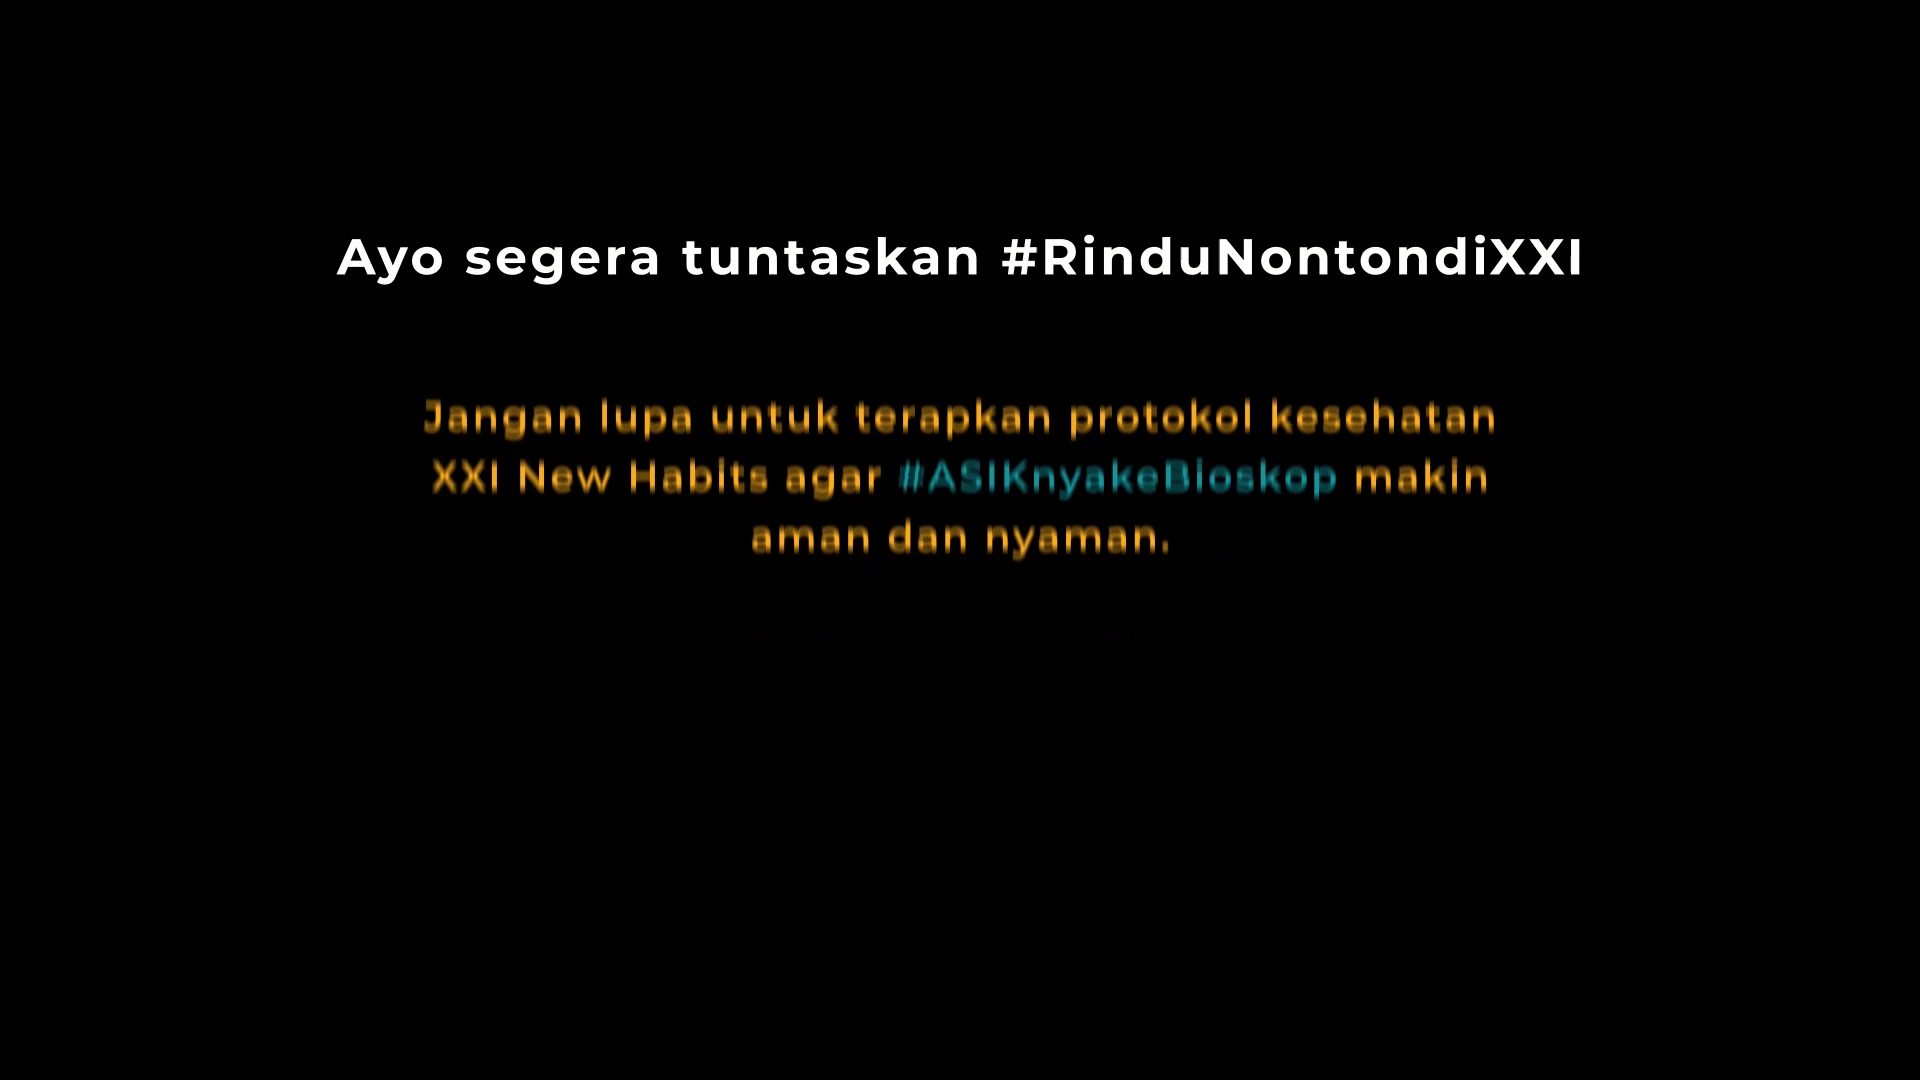 Ayo segera tuntaskan #RinduNontondiXXI
Jangan lupa untuk terapkan protokol kesehatan
XXI New Habits agar #ASIKnyakeBioskop makin
aman dan nyaman.